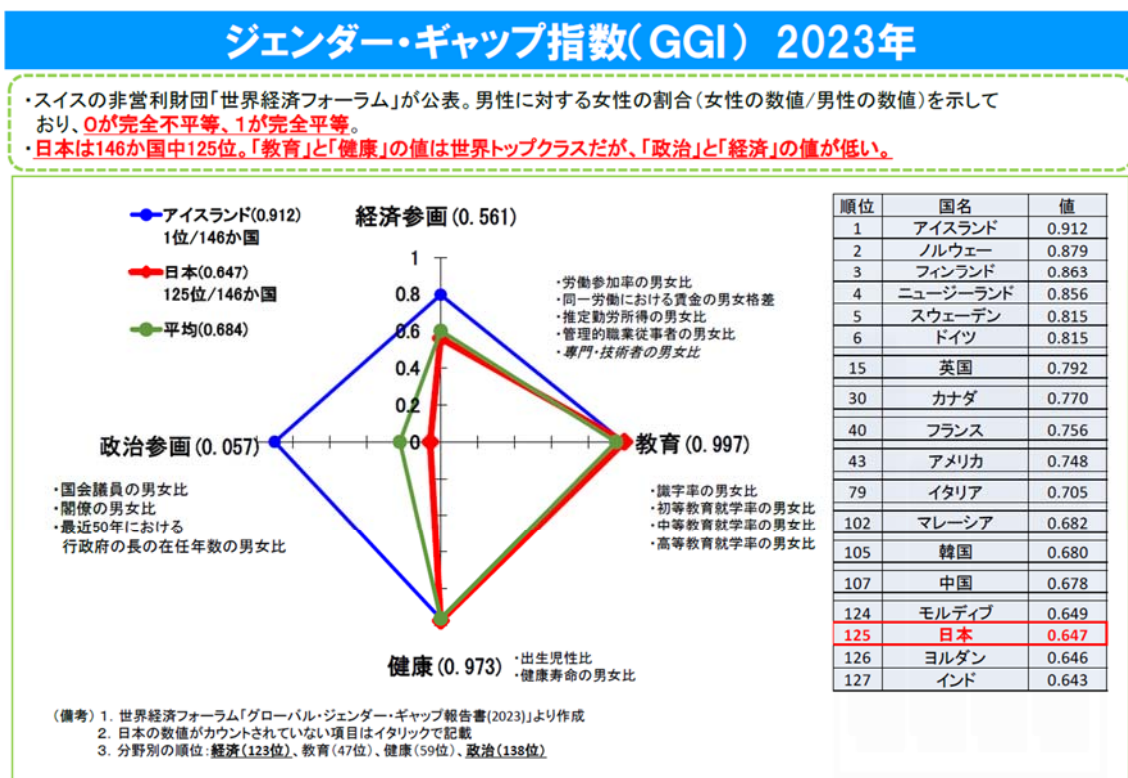 ジェンダー・ギャップ指数(GGI) 2023年
・スイスの非営利財団「世界経済フォーラム」が公表。男性に対する女性の割合(女性の数値/男性の数値)を示して
おり、0が完全不平等、1が完全平等。
・日本は146か国中125位。「教育」と「健康」の値は世界トップクラスだが、「政治」と「経済」の値が低い。
アイスランド(0.912)
1位/146か国
日本(0.647)
125位/146か国
平均(0.684)
経済参画(0.561)
・労働参加率の男女比
・同一労働における賃金の男女格差
・推定勤労所得の男女比
・管理的職業従事者の男女比
・専門・技術者の男女比
1
0.8
0.6
0.4
0.2
0
政治参画(0.057)
・国会議員の男女比
・閣僚の男女比
・最近50年における
行政府の長の在任年数の男女比
教育(0.997)
・識字率の男女比
・初等教育就学率の男女比
・中等教育就学率の男女比
・高等教育就学率の男女比
健康(0.973)
・出生児性比
・健康寿命の男女比
順位 国名 値
1 アイスランド 0.912
2 ノルウェー 0.879
3 フィンランド 0.863
4 ニュージーランド 0.856
5 スウェーデン 0.815
6 ドイツ 0.815
15 英国 0.792
30 カナダ 0.770
40 フランス 0.756
43 アメリカ 0.748
79 イタリア 0.705
102 マレーシア 0.682
105 韓国 0.680
107 中国 0.678
124 モルディブ 0.649
125 日本 0.647
126 ヨルダン 0.646
127 インド 0.643
(備考) 1. 世界経済フォーラム「グローバル・ジェンダー・ギャップ報告書(2023)」より作成
2. 日本の数値がカウントされていない項目はイタリックで記載
3. 分野別の順位:経済(123位)、教育(47位)、健康(59位)、政治(138位)